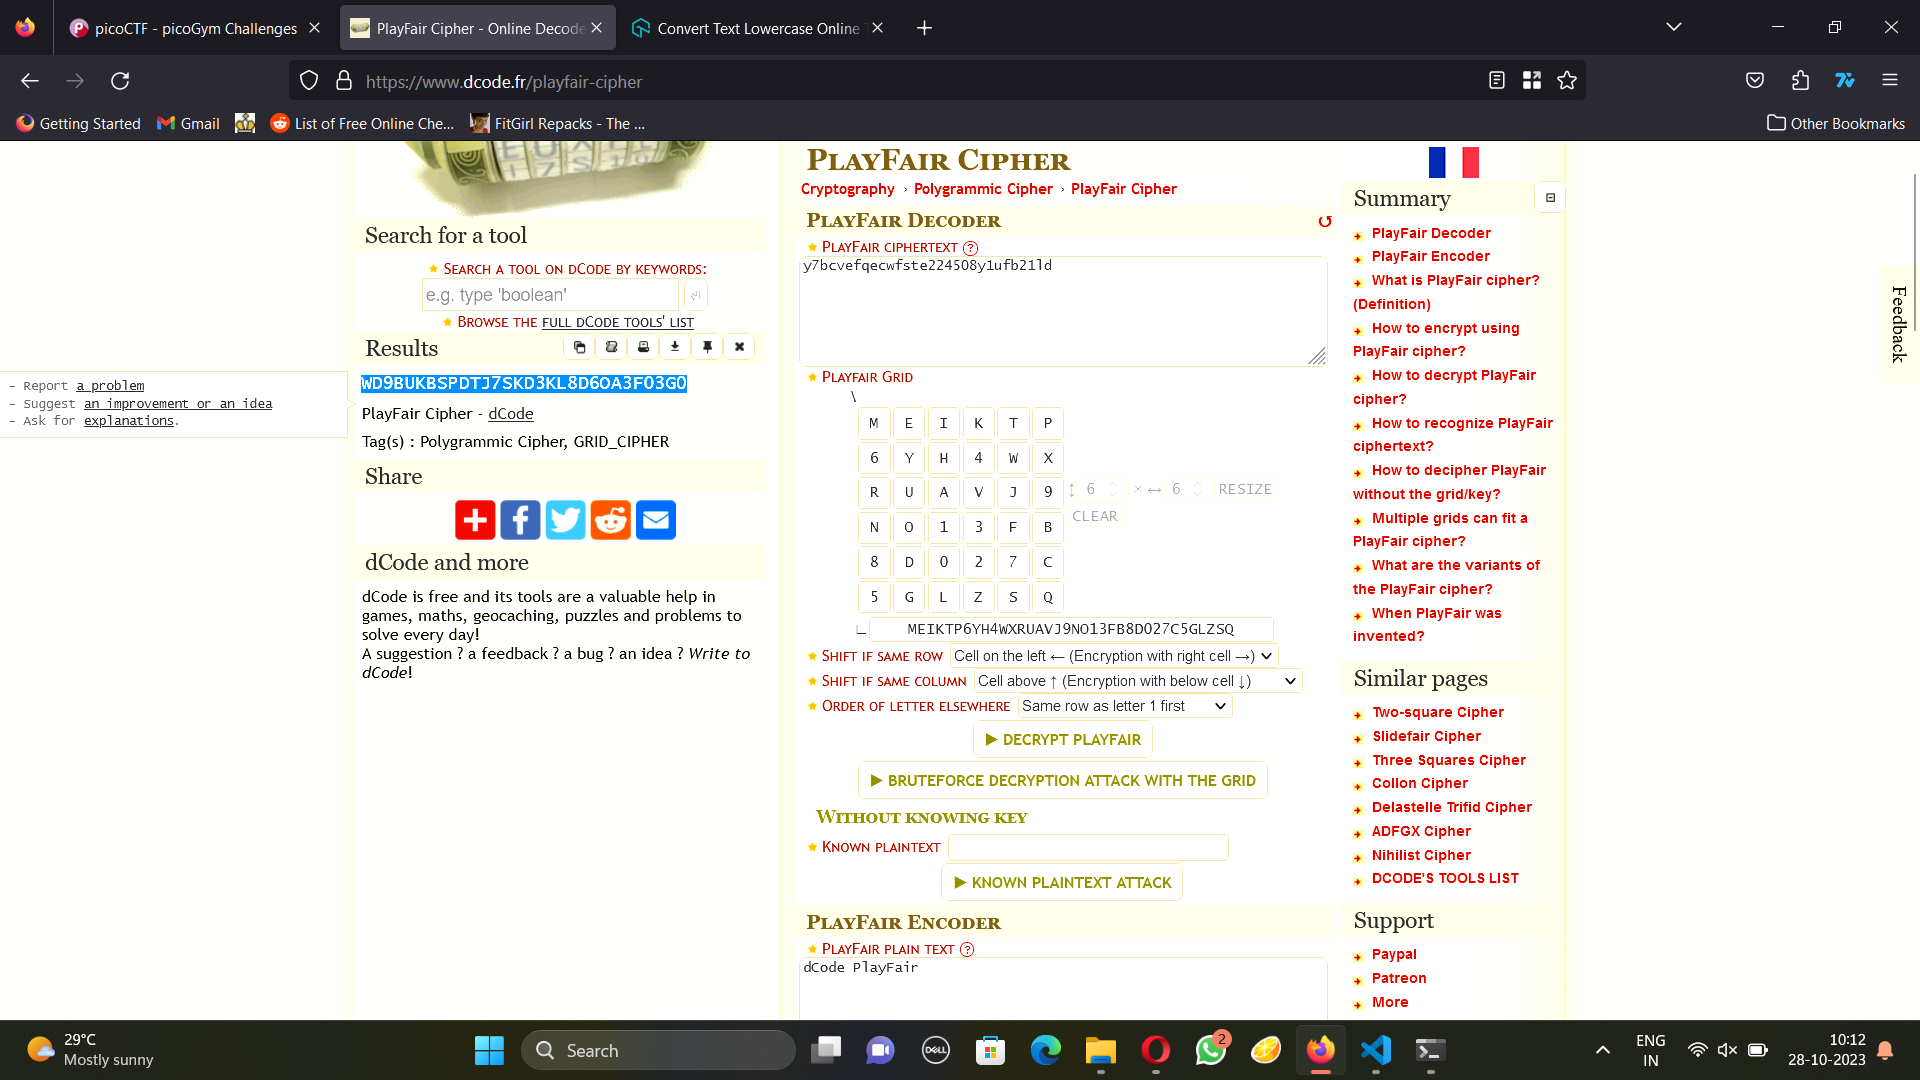 picoCTF - picoGym Challenges
PlayFair Cipher - Online Decode
Convert Text Lowercase Online T
https://www.dcode.fr/playfair-cipher
Getting Started
Gmail
List of Free Online Che...
FitGirl Repacks - The ...
Other Bookmarks
Search for a tool
SEARCH A TOOL ON DCODE BY KEYWORDS:
e.g. type 'boolean'
BROWSE THE FULL DCODE TOOLS' LIST
Results
WD9BUKBSPDTJ7SKD3KL8D6OA3F03GO
PlayFair Cipher - dCode
Tag(s) : Polygrammic Cipher, GRID_CIPHER
- Report a problem
- Suggest an improvement or an idea
- Ask for explanations.
Share
dCode and more
dCode is free and its tools are a valuable help in
games, maths, geocaching, puzzles and problems to
solve every day!
A suggestion ? a feedback ? a bug ? an idea ? Write to
dCode!
PLAYFAIR CIPHER
Cryptography › Polygrammic Cipher › PlayFair Cipher
PLAYFAIR DECODER
PLAYFAIR CIPHERTEXT ?
y7bcvefqecwfste224508y1ufb21ld
PLAYFAIR GRID
\
M E I K T P
6 Y H 4 W X
R U A V J 9
N O 1 3 F B
8 D 0 2 7 C
5 G L Z S Q
↕ 6 × ↔ 6 RESIZE
CLEAR
MEIKTP6YH4WXRUAVJ9NO13FB8D027C5GLZSQ
SHIFT IF SAME ROW Cell on the left ← (Encryption with right cell →)
SHIFT IF SAME COLUMN Cell above ↑ (Encryption with below cell ↓)
ORDER OF LETTER ELSEWHERE Same row as letter 1 first
▶ DECRYPT PLAYFAIR
▶ BRUTEFORCE DECRYPTION ATTACK WITH THE GRID
WITHOUT KNOWING KEY
KNOWN PLAINTEXT
▶ KNOWN PLAINTEXT ATTACK
PLAYFAIR ENCODER
PLAYFAIR PLAIN TEXT ?
dCode PlayFair
Summary
PlayFair Decoder
PlayFair Encoder
What is PlayFair cipher?
(Definition)
How to encrypt using
PlayFair cipher?
How to decrypt PlayFair
cipher?
How to recognize PlayFair
ciphertext?
How to decipher PlayFair
without the grid/key?
Multiple grids can fit a
PlayFair cipher?
What are the variants of
the PlayFair cipher?
When PlayFair was
invented?
Similar pages
Two-square Cipher
Slidefair Cipher
Three Squares Cipher
Collon Cipher
Delastelle Trifid Cipher
ADFGX Cipher
Nihilist Cipher
DCODE'S TOOLS LIST
Support
Paypal
Patreon
More
Feedback
29°C
Mostly sunny
Search
DELL
2
ENG
IN
10:12
28-10-2023